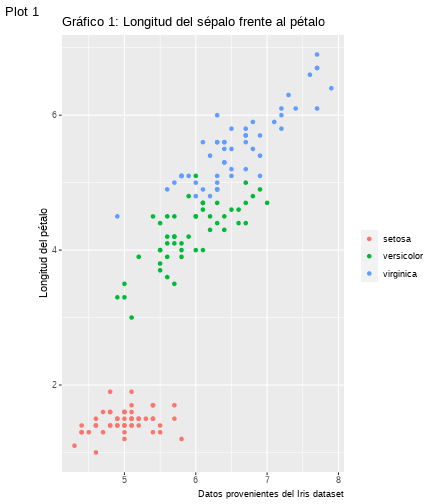 Plot 1
Gráfico 1: Longitud del sépalo frente al pétalo
Longitud del pétalo
6
4
2
5
6
7
8
setosa
versicolor
virginica
Datos provenientes del Iris dataset